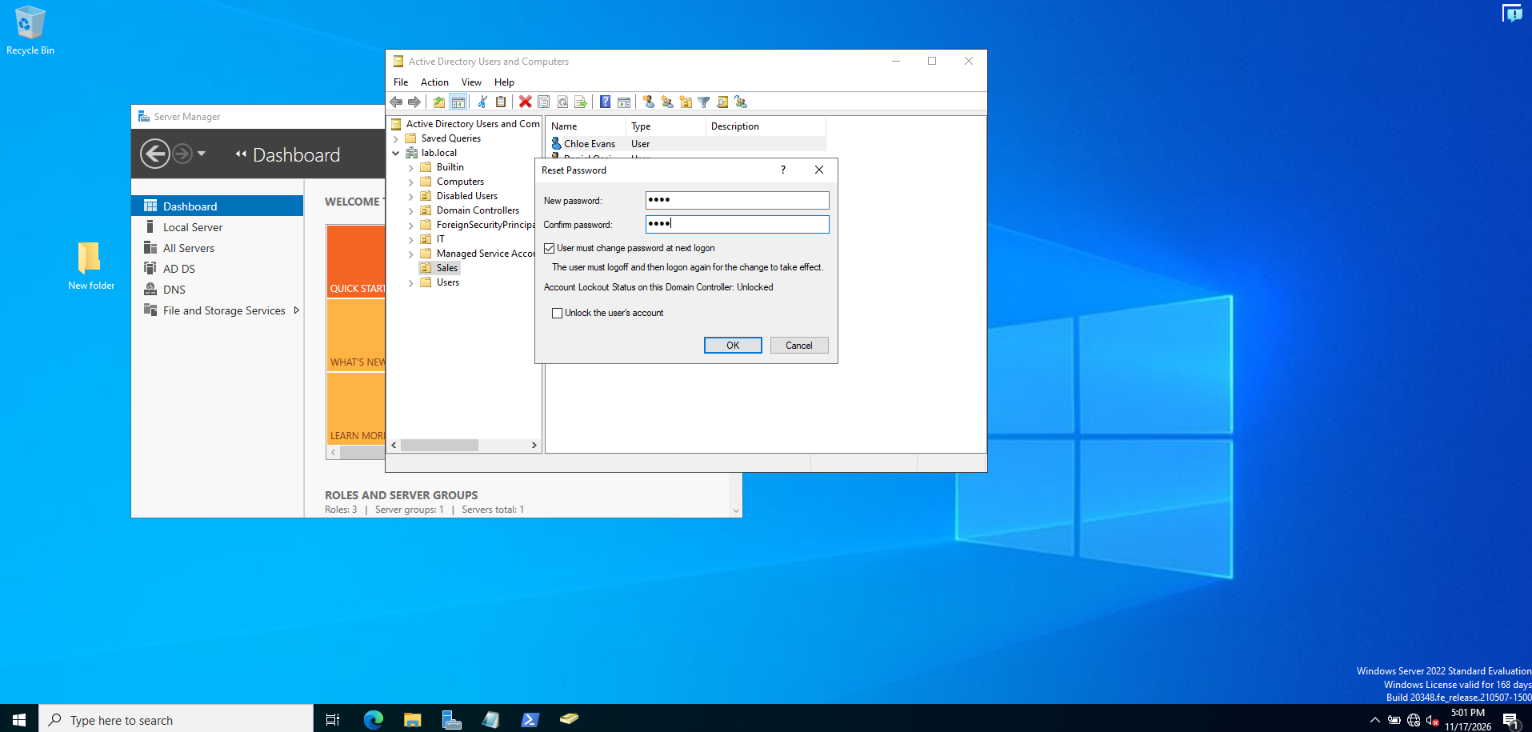 Recycle Bin
New folder
Server Manager
Dashboard
Dashboard
Local Server
All Servers
AD DS
DNS
File and Storage Services
WELCOME
QUICK START
WHAT'S NEW
LEARN MORE
ROLES AND SERVER GROUPS
Roles: 3 | Server groups: 1 | Servers total: 1
Active Directory Users and Computers
File Action View Help
Active Directory Users and Com
Saved Queries
lab.local
Builtin
Computers
Disabled Users
Domain Controllers
ForeignSecurityPrincipa
IT
Managed Service Accou
Sales
Users
Name Type Description
Chloe Evans User
Reset Password
?
New password: ••••
Confirm password: ••••
User must change password at next logon
The user must logoff and then logon again for the change to take effect.
Account Lockout Status on this Domain Controller: Unlocked
Unlock the user's account
OK Cancel
Windows Server 2022 Standard Evaluation
Windows License valid for 168 days
Build 20348.fe_release.210507-1500
Type here to search
5:01 PM
11/17/2026
1